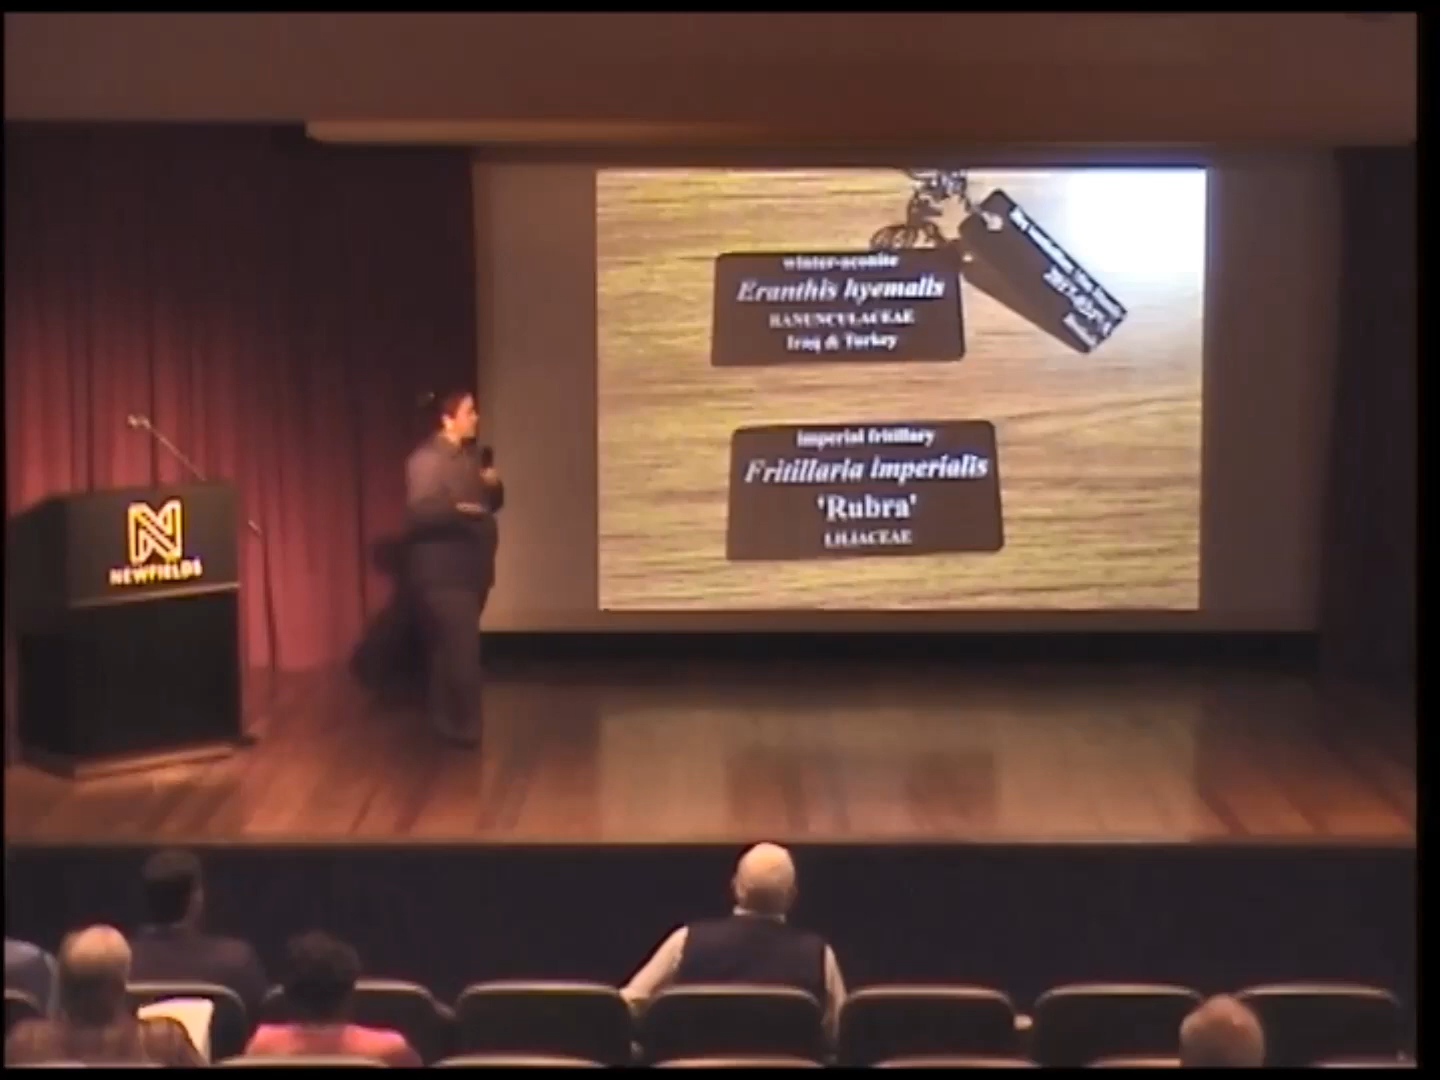 winter-aconite
Eranthis hyemalis
RANUNCULACEAE
Iraq & Turkey
imperial fritillary
Fritillaria imperialis
'Rubra'
LILIACEAE
N
NEWFIELDS